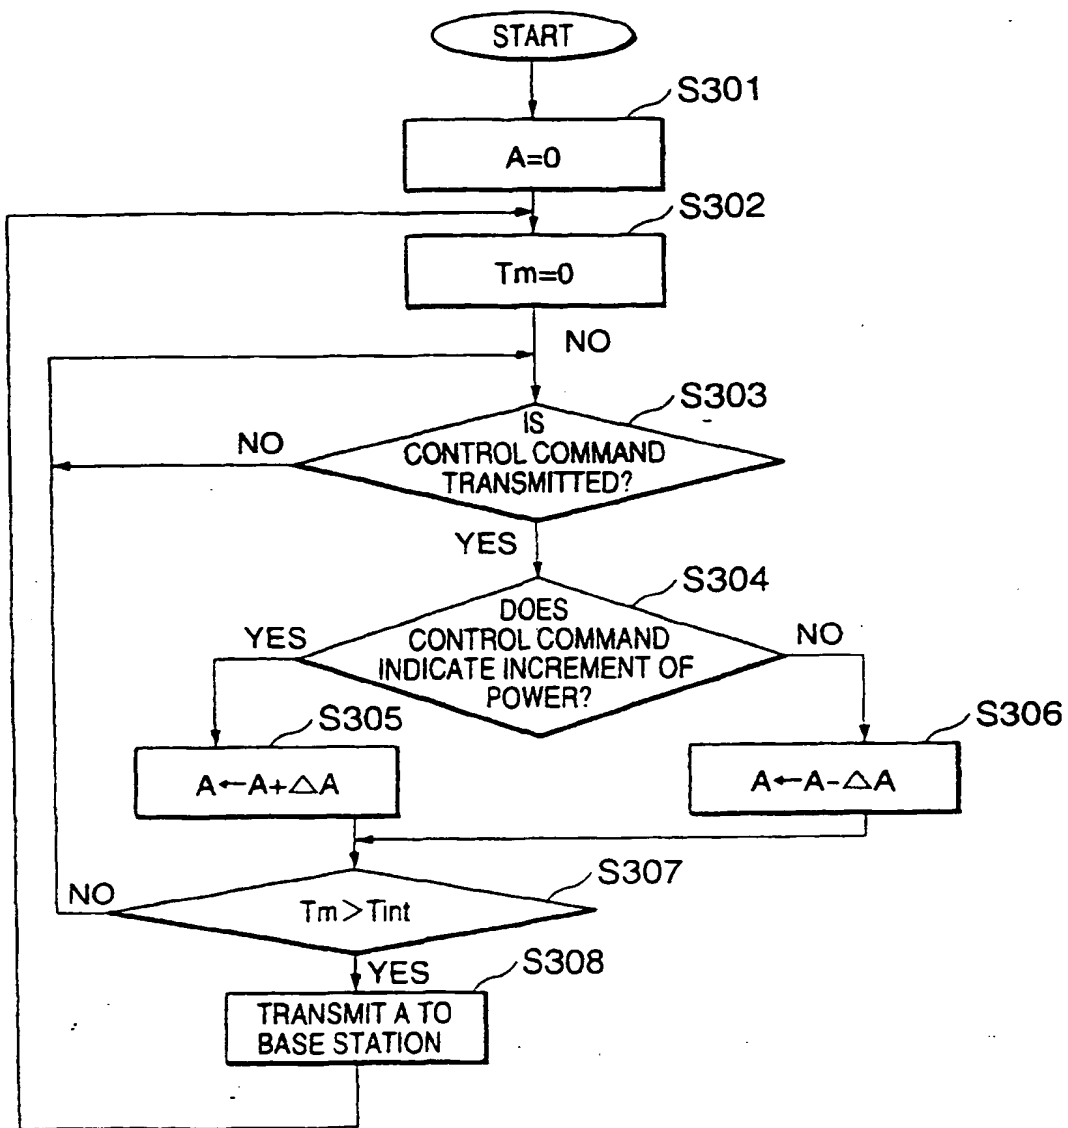 START
S301
A=0
S302
Tm=0
NO
S303
IS
CONTROL COMMAND
TRANSMITTED?
NO
YES
S304
DOES
CONTROL COMMAND
INDICATE INCREMENT OF
POWER?
YES
NO
S305
A←A+△A
S306
A←A-△A
S307
Tm>Tint
NO
YES
S308
TRANSMIT A TO
BASE STATION